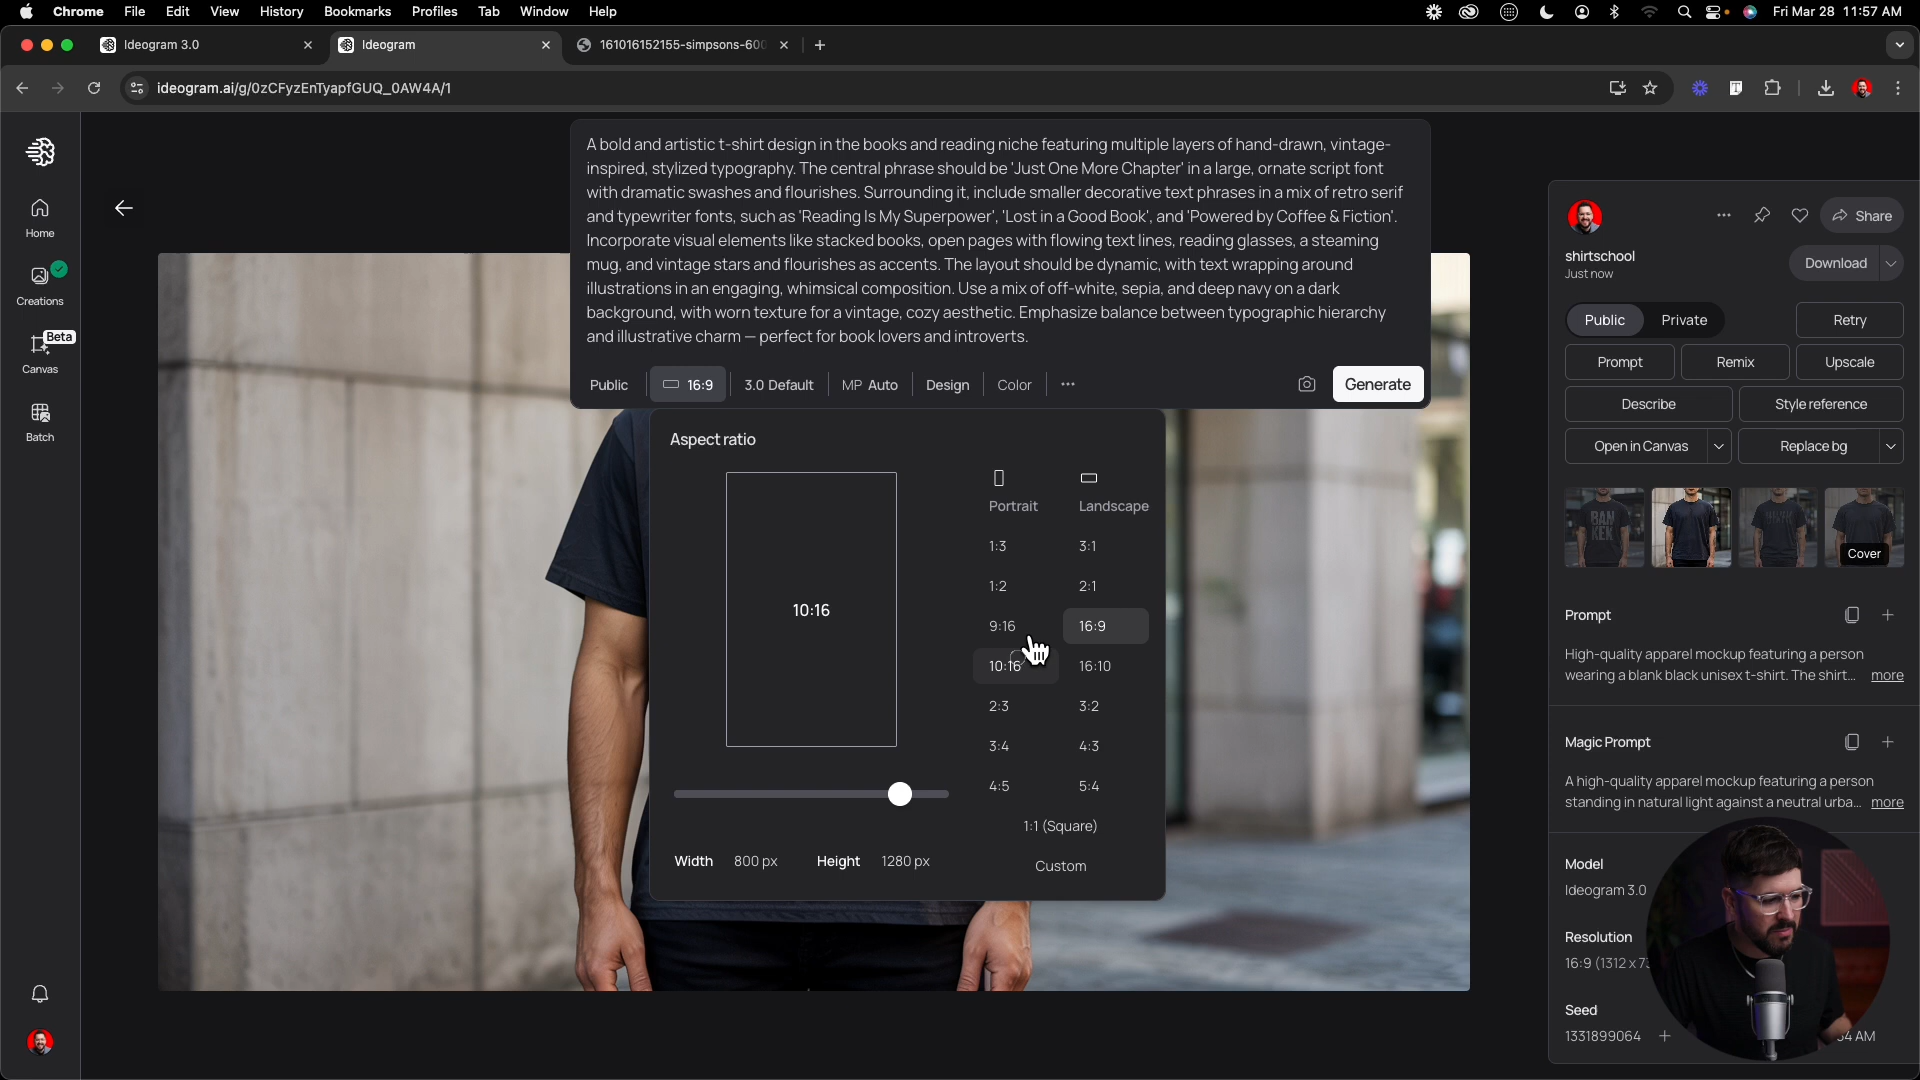 Chrome File Edit View History Bookmarks Profiles Tab Window Help Fri Mar 28 11:57 AM
Ideogram 3.0 Ideogram 161016152155-simpsons-600
ideogram.ai/g/0zCFyzEnTyapfGUQ_0AW4A/1
Home
Creations
Beta
Canvas
Batch
A bold and artistic t-shirt design in the books and reading niche featuring multiple layers of hand-drawn, vintage-
inspired, stylized typography. The central phrase should be 'Just One More Chapter' in a large, ornate script font
with dramatic swashes and flourishes. Surrounding it, include smaller decorative text phrases in a mix of retro serif
and typewriter fonts, such as 'Reading Is My Superpower', 'Lost in a Good Book', and 'Powered by Coffee & Fiction'.
Incorporate visual elements like stacked books, open pages with flowing text lines, reading glasses, a steaming
mug, and vintage stars and flourishes as accents. The layout should be dynamic, with text wrapping around
illustrations in an engaging, whimsical composition. Use a mix of off-white, sepia, and deep navy on a dark
background, with worn texture for a vintage, cozy aesthetic. Emphasize balance between typographic hierarchy
and illustrative charm — perfect for book lovers and introverts.
Public 16:9 3.0 Default MP Auto Design Color Generate
Aspect ratio
10:16
Portrait Landscape
1:3 3:1
1:2 2:1
9:16 16:9
10:16 16:10
2:3 3:2
3:4 4:3
4:5 5:4
1:1 (Square)
Custom
Width 800 px Height 1280 px
Share
shirtschool
Just now
Download
Public Private Retry
Prompt Remix Upscale
Describe Style reference
Open in Canvas Replace bg
BAN
KEK
Cover
Prompt
High-quality apparel mockup featuring a person
wearing a blank black unisex t-shirt. The shirt... more
Magic Prompt
A high-quality apparel mockup featuring a person
standing in natural light against a neutral urba... more
Model
Ideogram 3.0
Resolution
16:9 (1312 x
Seed
1331899064
AM